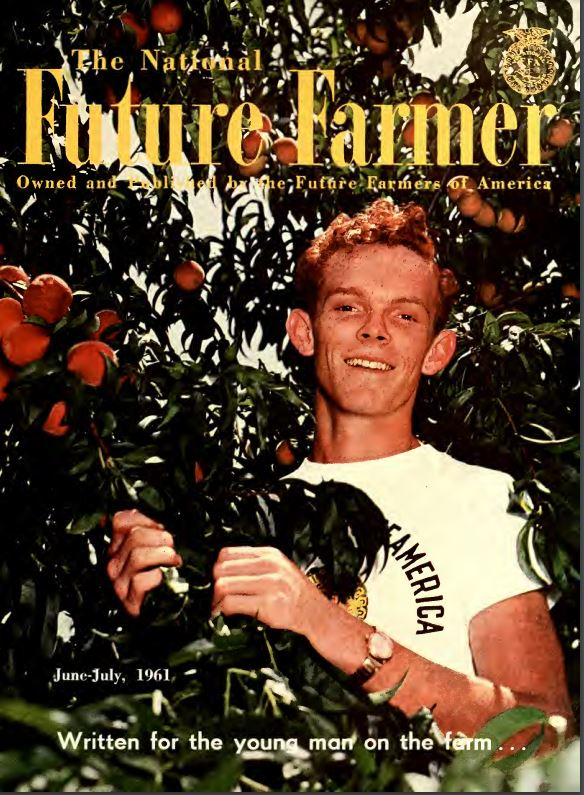 The National
Future Farmer
Owned and Published by the Future Farmers of America
AMERICA
June-July, 1961
Written for the young man on the farm...